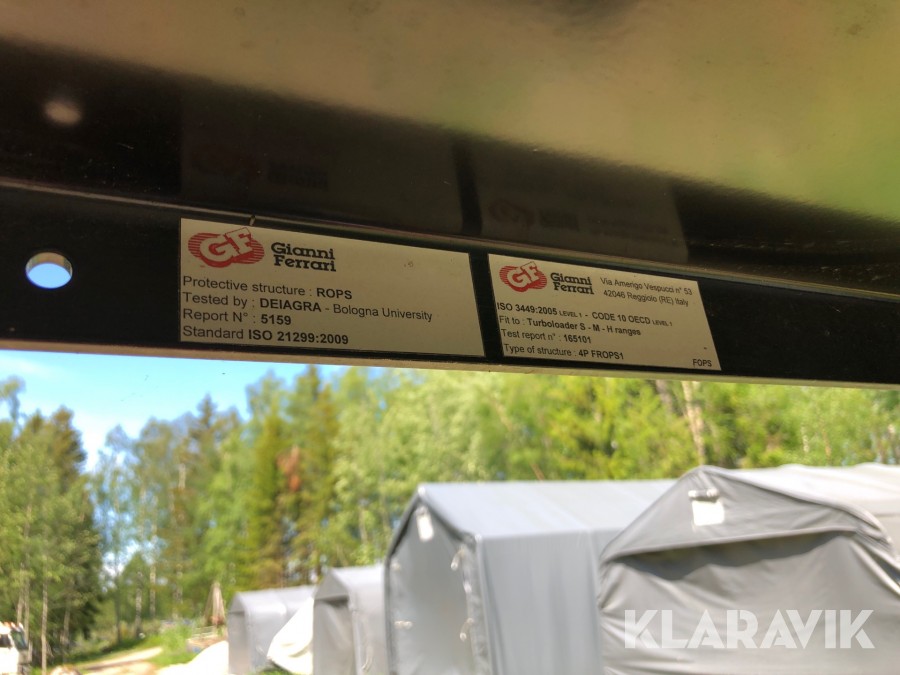 GF Gianni
Ferrari
Protective structure : ROPS
Tested by : DEIAGRA - Bologna University
Report N° : 5159
Standard ISO 21299:2009
GF Gianni
Ferrari
Via Amerigo Vespucci n° 53
42046 Reggiolo (RE) Italy
ISO 3449:2005 LEVEL 1 - CODE 10 OECD LEVEL 1
Fit to : Turboloader S - M - H ranges
Test report n° : 165101
Type of structure : 4P FROPS1
FOPS
KLARAVIK